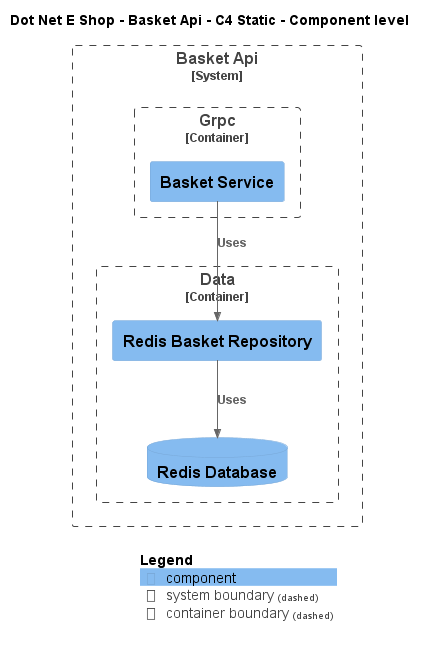 Dot Net E Shop - Basket Api - C4 Static - Component level
Basket Api
[System]
Grpc
[Container]
Basket Service
Uses
Data
[Container]
Redis Basket Repository
Uses
Redis Database
Legend
component
system boundary (dashed)
container boundary (dashed)